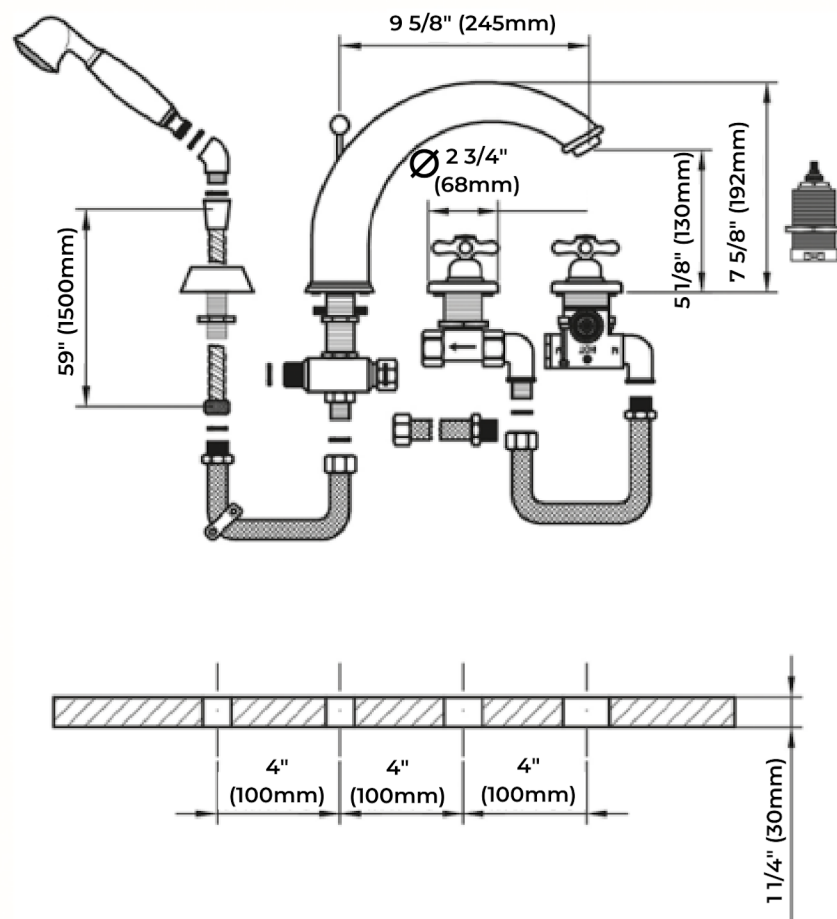 9 5/8" (245mm)
Ø 2 3/4"
(68mm)
5 1/8" (130mm)
7 5/8" (192mm)
59" (1500mm)
4"
(100mm)
4"
(100mm)
4"
(100mm)
1 1/4" (30mm)